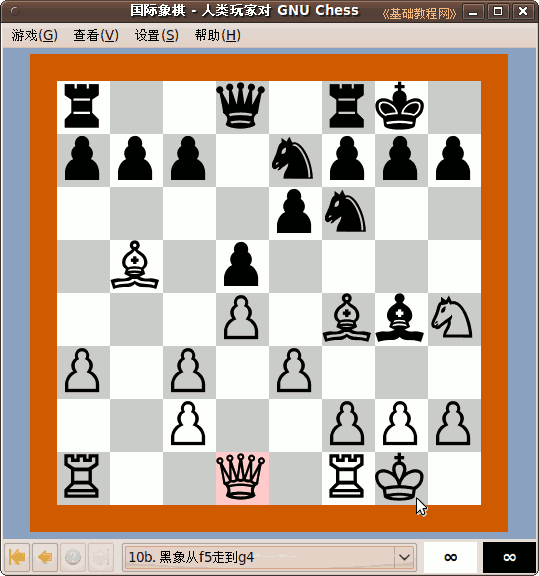 国际象棋 - 人类玩家对 GNU Chess
《基础教程网》
游戏(G) 查看(V) 设置(S) 帮助(H)
10b. 黑象从f5走到g4
∞ ∞